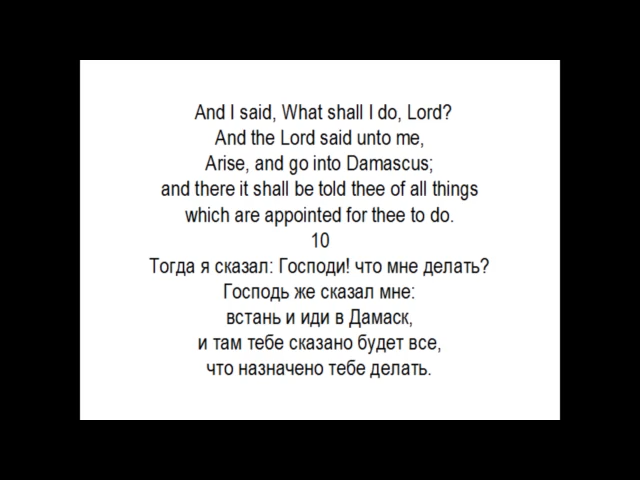 And I said, What shall I do, Lord?
And the Lord said unto me,
Arise, and go into Damascus;
and there it shall be told thee of all things
which are appointed for thee to do.
10
Тогда я сказал: Господи! что мне делать?
Господь же сказал мне:
встань и иди в Дамаск,
и там тебе сказано будет все,
что назначено тебе делать.